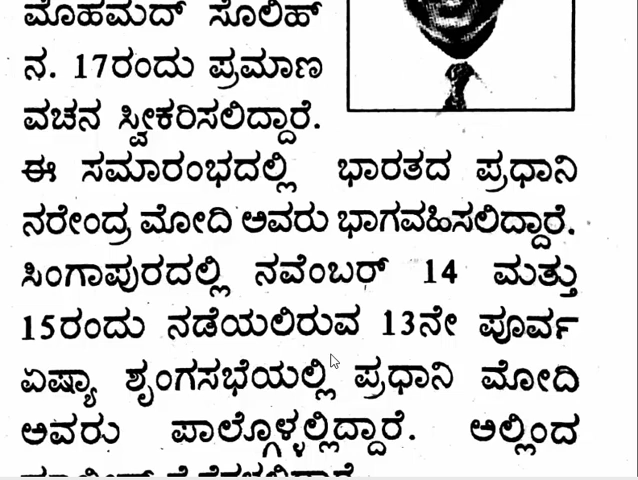 ಮೊಹಮದ್ ಸೊಲಿಹ್
ನ. 17ರಂದು ಪ್ರಮಾಣ
ವಚನ ಸ್ವೀಕರಿಸಲಿದ್ದಾರೆ.
ಈ ಸಮಾರಂಭದಲ್ಲಿ ಭಾರತದ ಪ್ರಧಾನಿ
ನರೇಂದ್ರ ಮೋದಿ ಅವರು ಭಾಗವಹಿಸಲಿದ್ದಾರೆ.
ಸಿಂಗಾಪುರದಲ್ಲಿ ನವೆಂಬರ್ 14 ಮತ್ತು
15ರಂದು ನಡೆಯಲಿರುವ 13ನೇ ಪೂರ್ವ
ಏಷ್ಯಾ ಶೃಂಗಸಭೆಯಲ್ಲಿ ಪ್ರಧಾನಿ ಮೋದಿ
ಅವರು ಪಾಲ್ಗೊಳ್ಳಲ್ಲಿದ್ದಾರೆ. ಅಲ್ಲಿಂದ